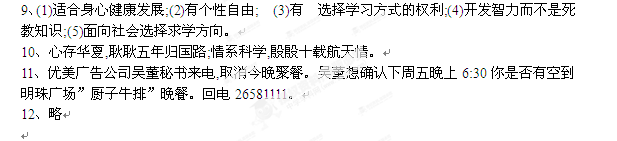 9、(1)适合身心健康发展;(2)有个性自由; (3)有 选择学习方式的权利;(4)开发智力而不是死
教知识;(5)面向社会选择求学方向。
10、心存华夏,耿耿五年归国路;情系科学,殷殷十载航天情。
11、优美广告公司吴董秘书来电,取消今晚聚餐。吴董想确认下周五晚上 6:30 你是否有空到
明珠广场”厨子牛排”晚餐。回电 26581111。
12、略